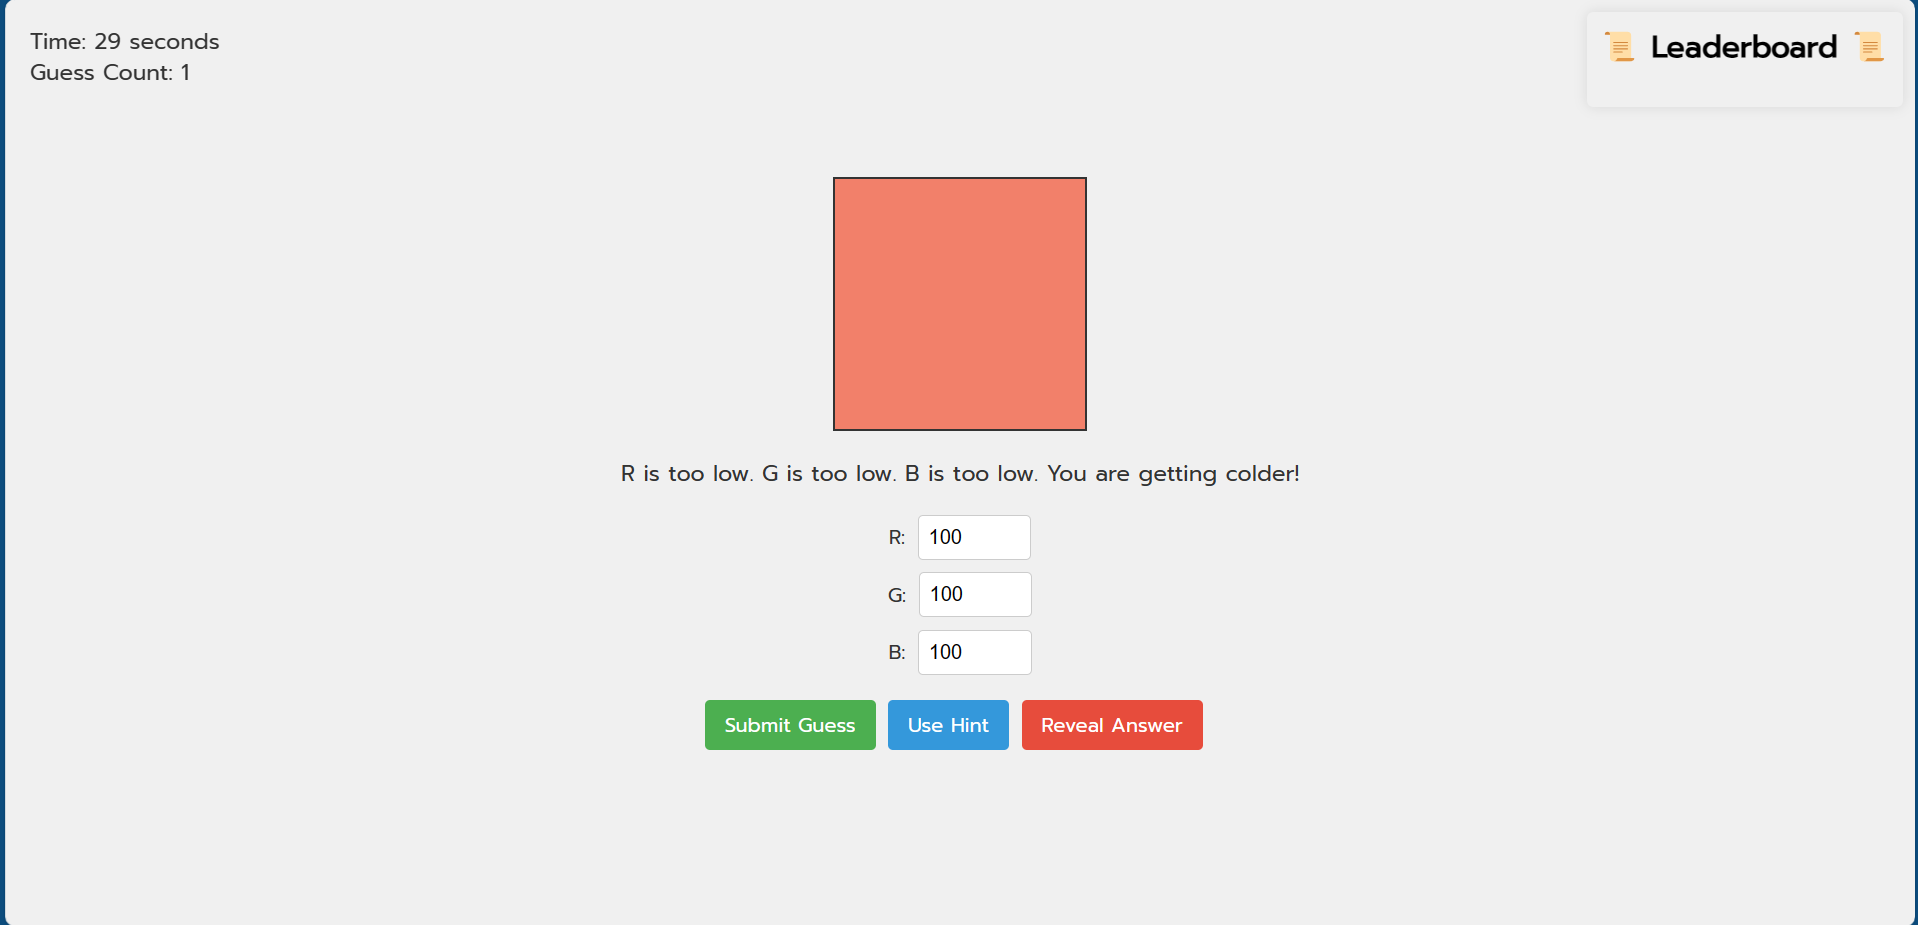 Time: 29 seconds
Guess Count: 1
Leaderboard
R is too low. G is too low. B is too low. You are getting colder!
R: 100
G: 100
B: 100
Submit Guess
Use Hint
Reveal Answer